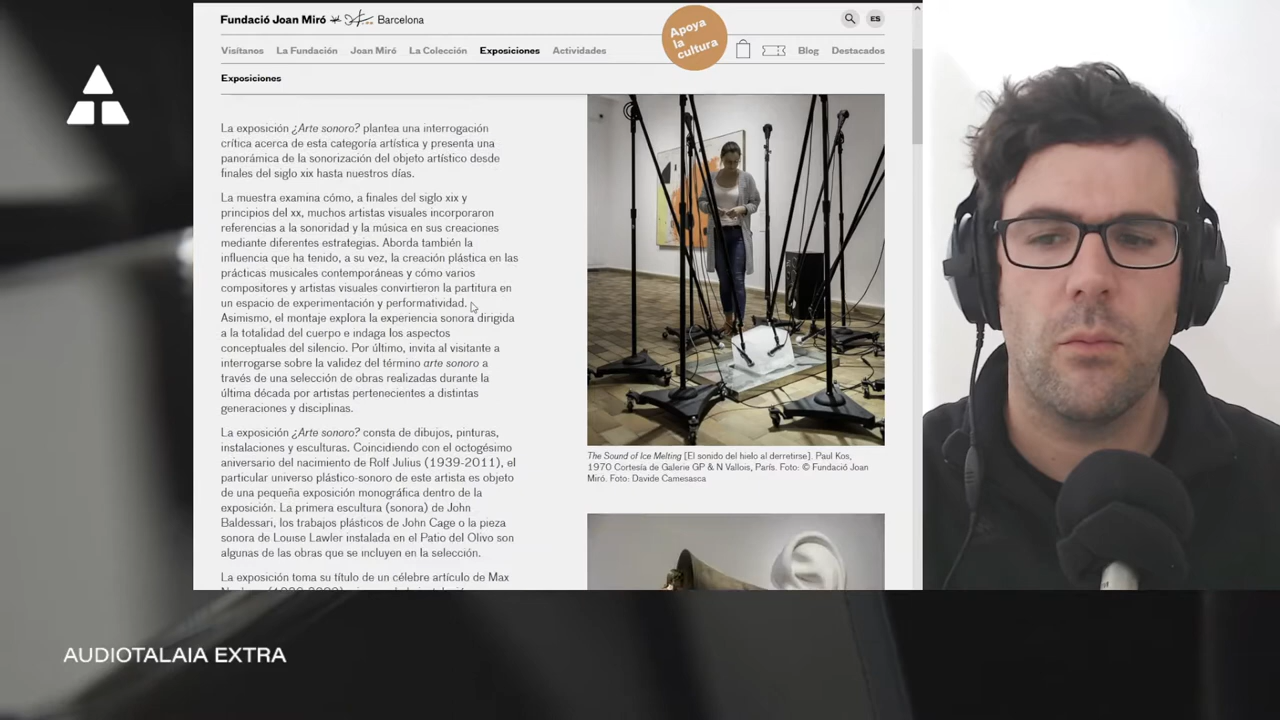 Fundació Joan Miró Barcelona
ES
Apoya
la
cultura
Visítanos La Fundación Joan Miró La Colección Exposiciones Actividades Blog Destacados
Exposiciones
La exposición ¿Arte sonoro? plantea una interrogación
crítica acerca de esta categoría artística y presenta una
panorámica de la sonorización del objeto artístico desde
finales del siglo xix hasta nuestros días.
La muestra examina cómo, a finales del siglo xix y
principios del xx, muchos artistas visuales incorporaron
referencias a la sonoridad y la música en sus creaciones
mediante diferentes estrategias. Aborda también la
influencia que ha tenido, a su vez, la creación plástica en las
prácticas musicales contemporáneas y cómo varios
compositores y artistas visuales convirtieron la partitura en
un espacio de experimentación y performatividad.
Asimismo, el montaje explora la experiencia sonora dirigida
a la totalidad del cuerpo e indaga los aspectos
conceptuales del silencio. Por último, invita al visitante a
interrogarse sobre la validez del término arte sonoro a
través de una selección de obras realizadas durante la
última década por artistas pertenecientes a distintas
generaciones y disciplinas.
La exposición ¿Arte sonoro? consta de dibujos, pinturas,
instalaciones y esculturas. Coincidiendo con el octogésimo
aniversario del nacimiento de Rolf Julius (1939-2011), el
particular universo plástico-sonoro de este artista es objeto
de una pequeña exposición monográfica dentro de la
exposición. La primera escultura (sonora) de John
Baldessari, los trabajos plásticos de John Cage o la pieza
sonora de Louise Lawler instalada en el Patio del Olivo son
algunas de las obras que se incluyen en la selección.
La exposición toma su título de un célebre artículo de Max
The Sound of Ice Melting [El sonido del hielo al derretirse]. Paul Kos,
1970 Cortesía de Galerie GP & N Vallois, París. Foto: © Fundació Joan
Miró. Foto: Davide Camesasca
AUDIOTALAIA EXTRA